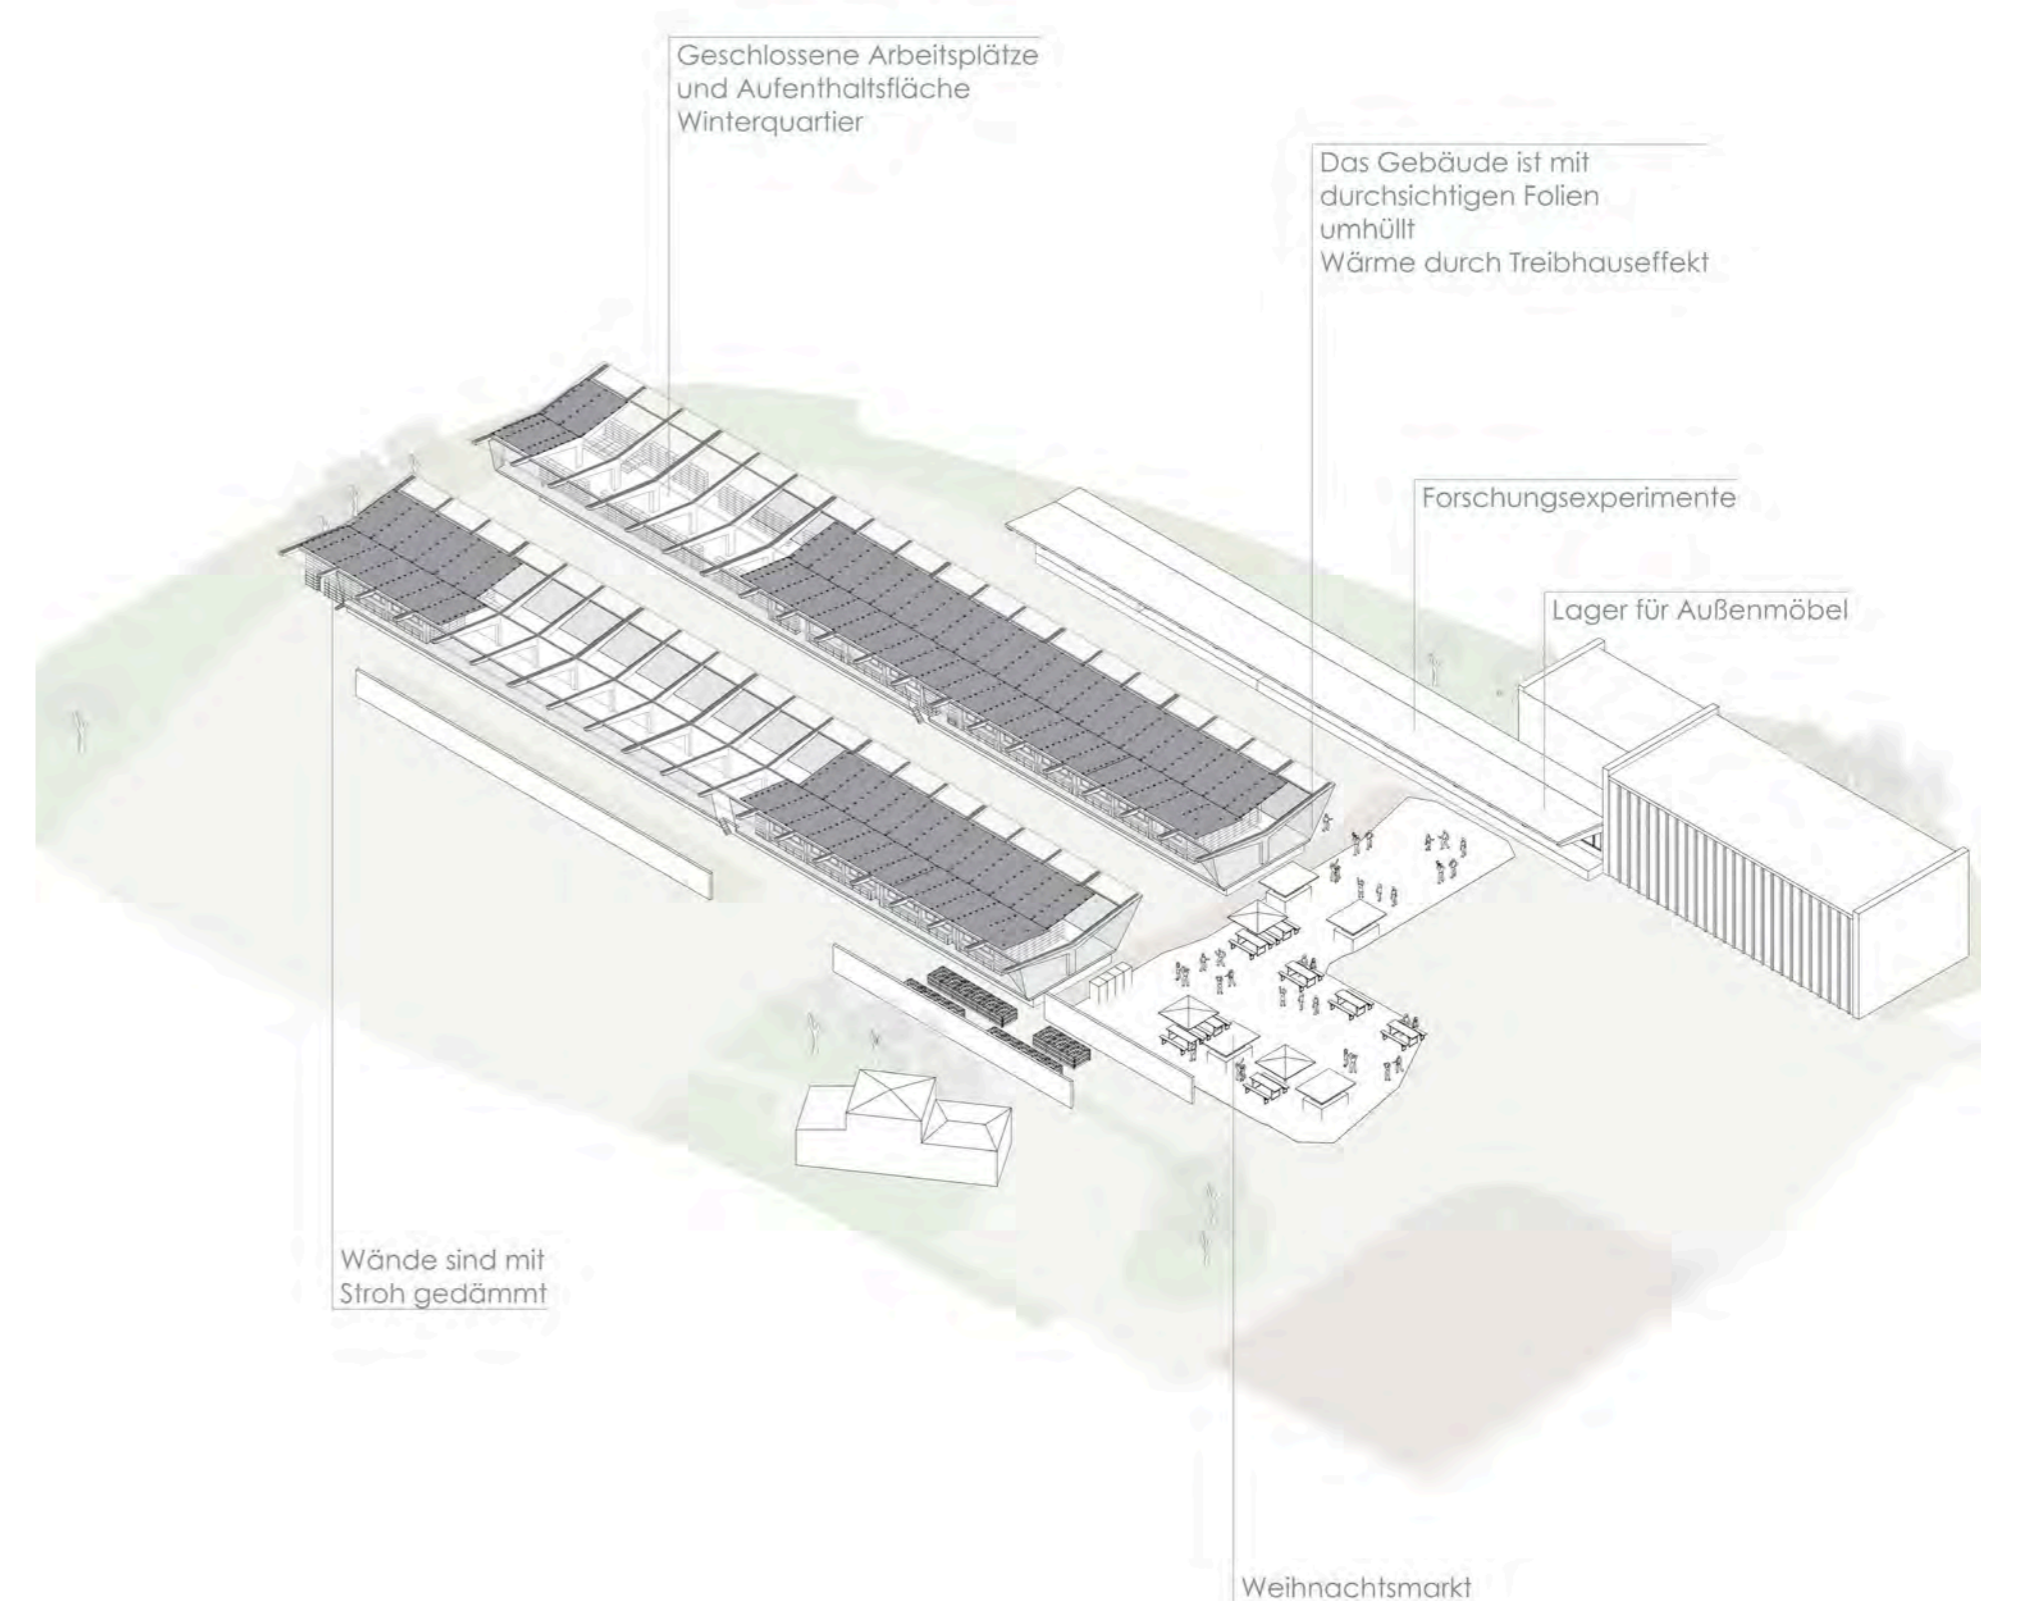 Geschlossene Arbeitsplätze
und Aufenthaltsfläche
Winterquartier
Das Gebäude ist mit
durchsichtigen Folien
umhüllt
Wärme durch Treibhauseffekt
Forschungsexperimente
Lager für Außenmöbel
Wände sind mit
Stroh gedämmt
Weihnachtsmarkt